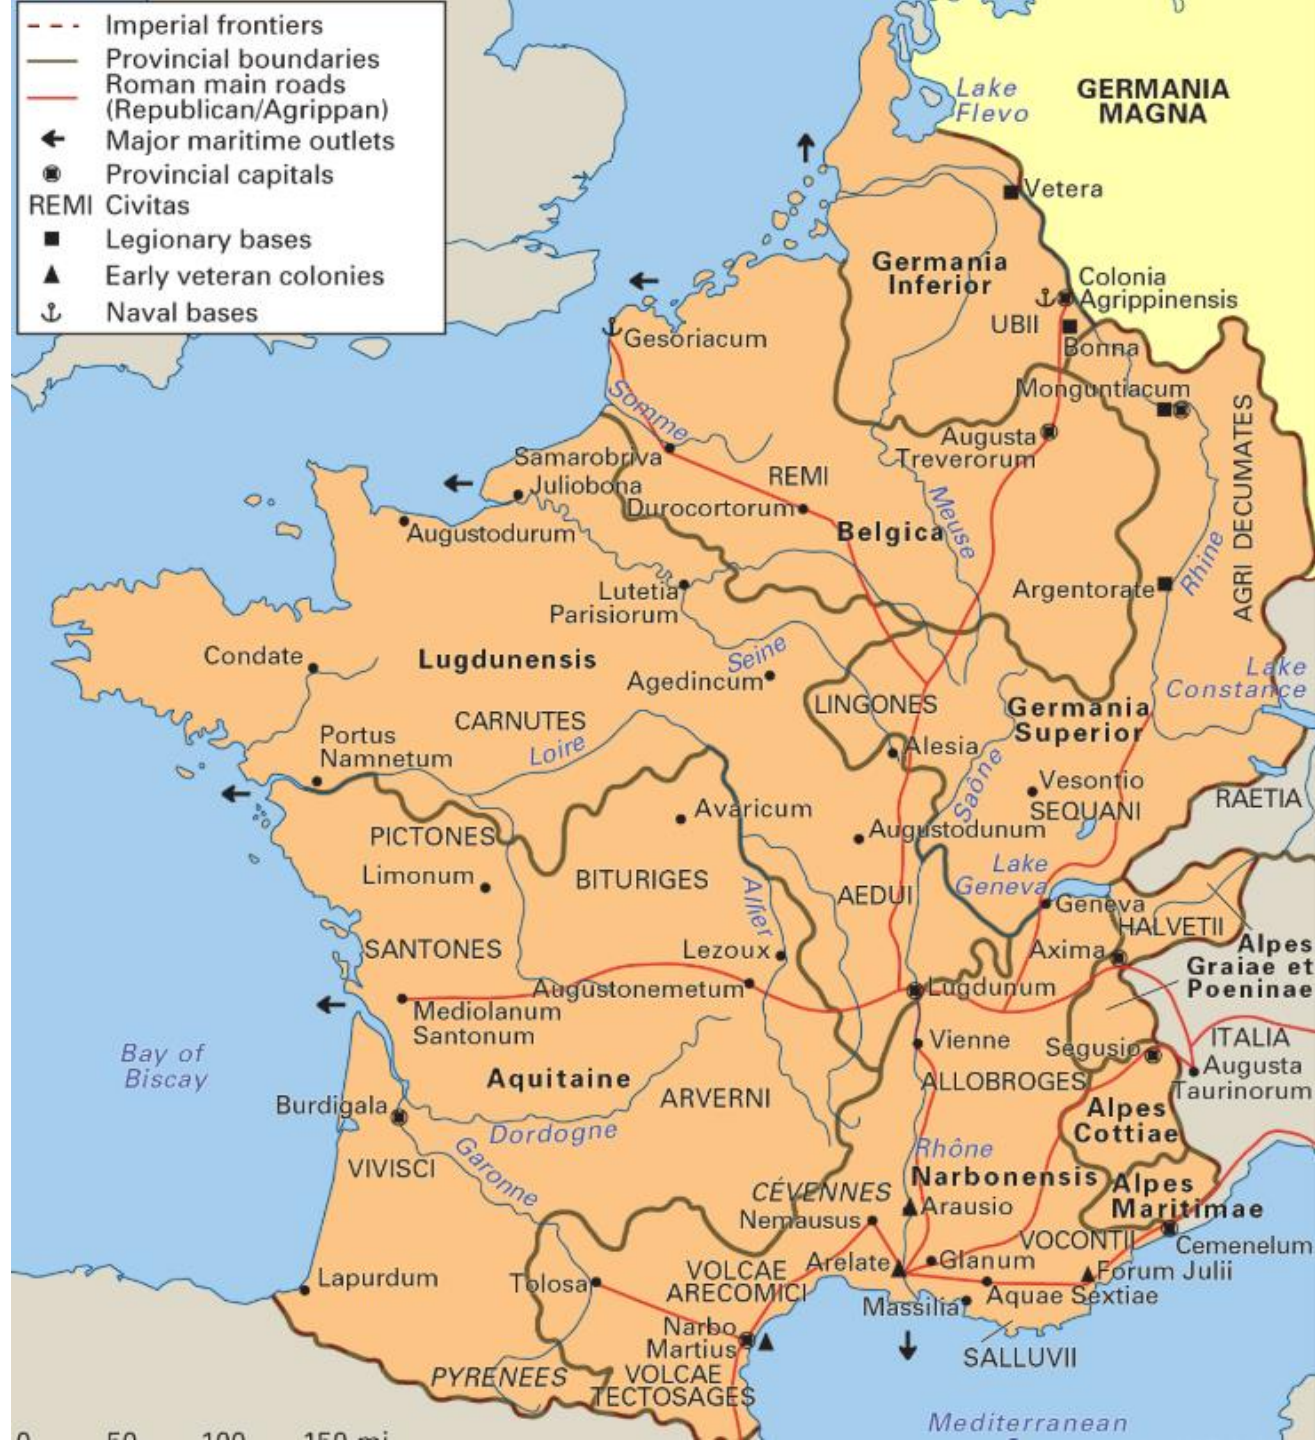 Imperial frontiers
Provincial boundaries
Roman main roads
(Republican/Agrippan)
Major maritime outlets
Provincial capitals
REMI Civitas
Legionary bases
Early veteran colonies
Naval bases
Lake
Flevo
GERMANIA
MAGNA
Vetera
Germania
Inferior
Colonia
Agrippinensis
UBII
Bonna
Gesoriacum
Monguntiacum
Somme
Augusta
Treverorum
Samarobriva
REMI
Juliobona
Durocortorum
Belgica
Meuse
Augustodurum
AGRI DECUMATES
Rhine
Argentorate
Lutetia
Parisiorum
Condate
Lugdunensis
Seine
Agedincum
Lake
Constance
LINGONES
Germania
Superior
CARNUTES
Portus
Namnetum
Loire
Alesia
Saône
Vesontio
SEQUANI
RAETIA
Avaricum
Augustodunum
PICTONES
Limonum
BITURIGES
Allier
AEDUI
Lake
Geneva
Geneva
HALVETII
SANTONES
Lezoux
Axima
Alpes
Graiae et
Poeninae
Augustonemetum
Lugdunum
Mediolanum
Santonum
Bay of
Biscay
Vienne
Segusio
ITALIA
Augusta
Taurinorum
Aquitaine
ARVERNI
ALLOBROGES
Burdigala
Alpes
Cottiae
Dordogne
Garonne
VIVISCI
Rhône
Narbonensis
Alpes
Maritimae
CÉVENNES
Arausio
Nemausus
VOCONTII
Cemenelum
Lapurdum
Tolosa
VOLCAE
ARECOMICI
Arelate
Glanum
Forum Julii
Massilia
Aquae Sextiae
Narbo
Martius
SALLUVII
PYRENEES
VOLCAE
TECTOSAGES
Mediterranean
0 50 100 150 mi